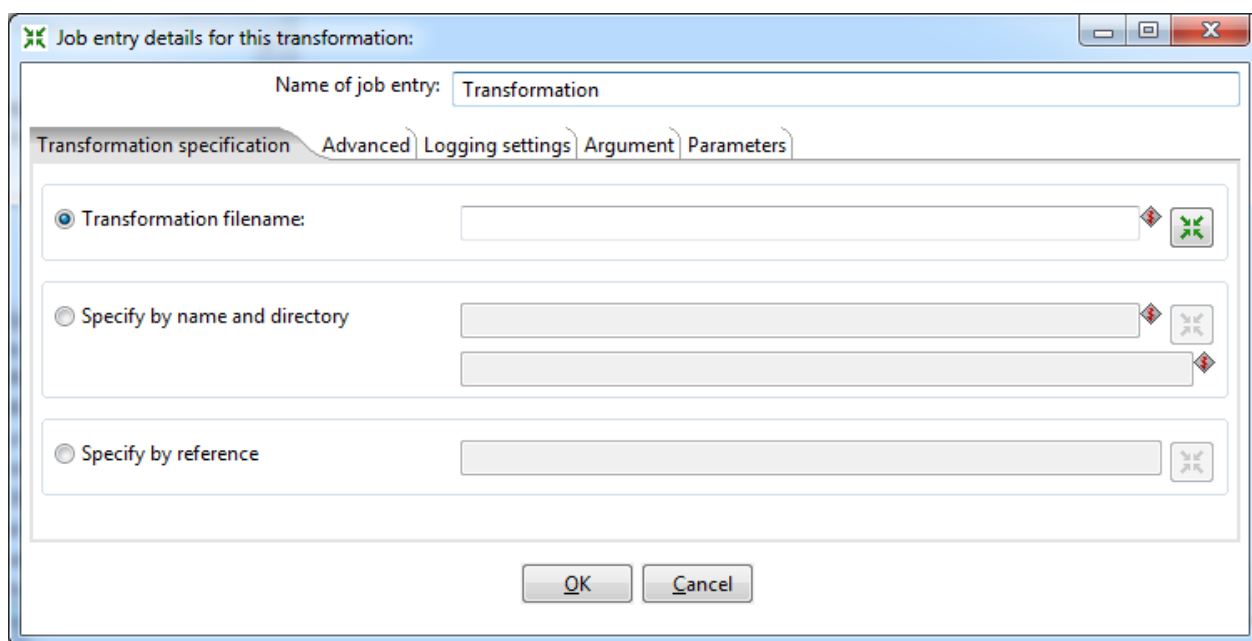 Job entry details for this transformation:
Name of job entry: Transformation
Transformation specification Advanced Logging settings Argument Parameters
Transformation filename:
Specify by name and directory
Specify by reference
OK Cancel